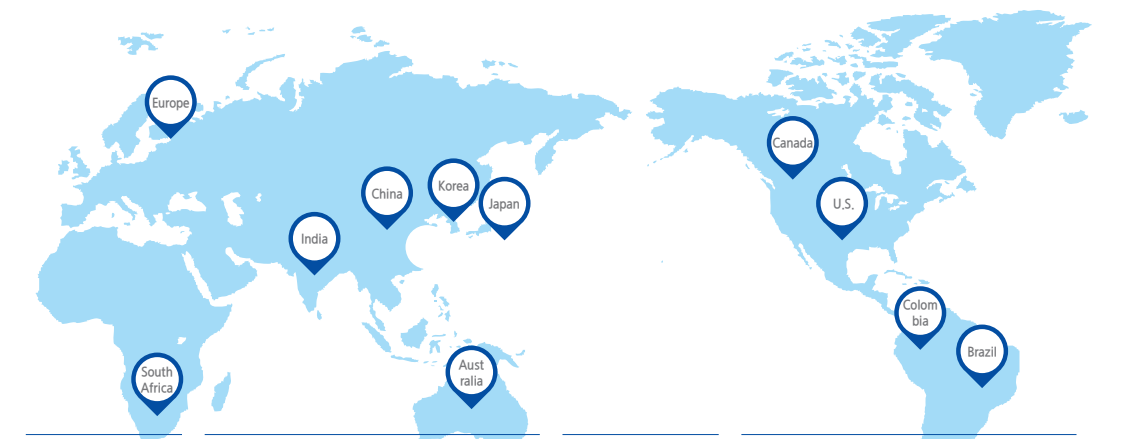 Europe
Canada
Korea
China
Japan
U.S.
India
Colom
bia
Brazil
South
Africa
Aust
ralia